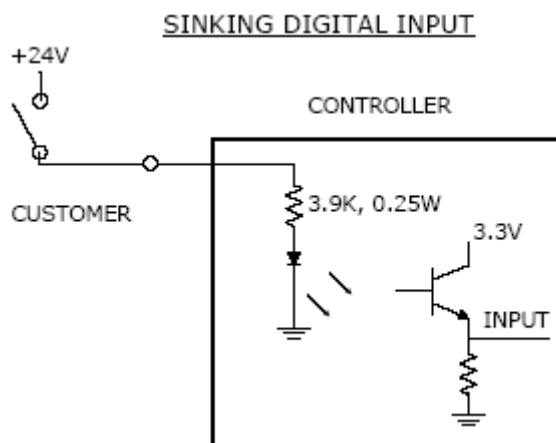 SINKING DIGITAL INPUT
+24V
CONTROLLER
3.9K, 0.25W
CUSTOMER
3.3V
INPUT